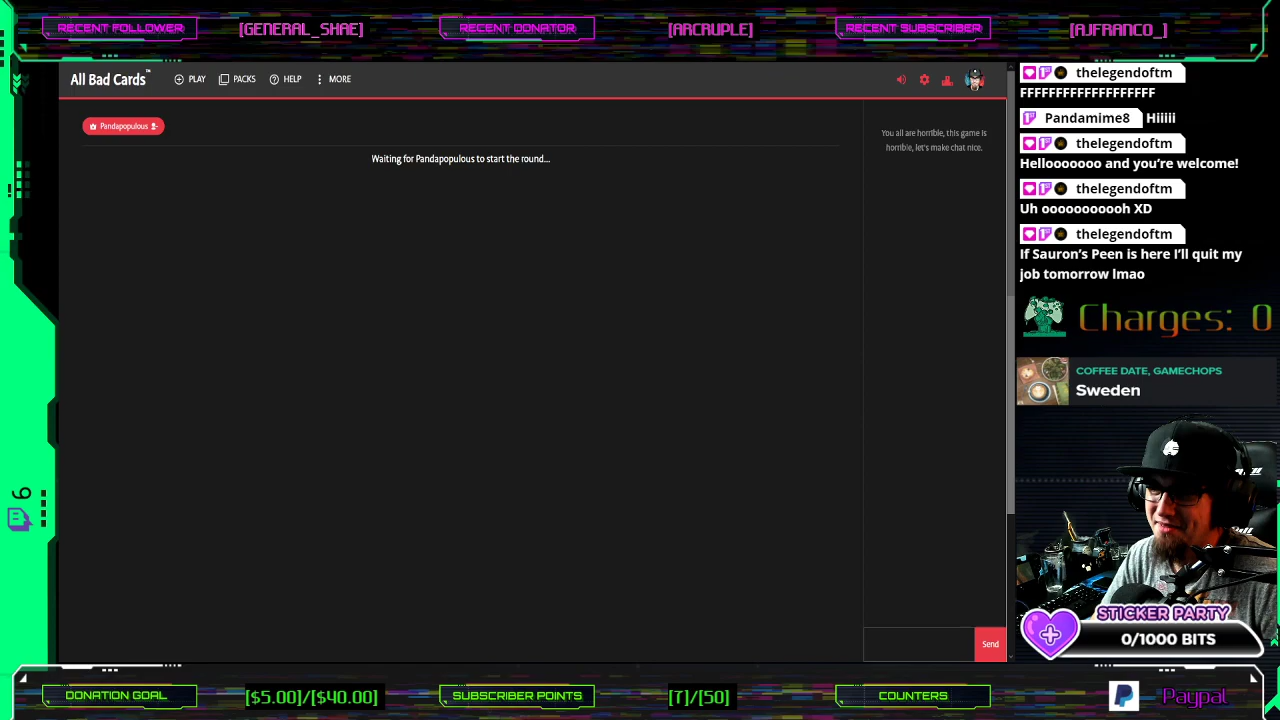 RECENT FOLLOWER
[GENERAL_SHAE]
RECENT DONATOR
[ARCRUPLE]
RECENT SUBSCRIBER
[AJFRANCO_]
All Bad Cards™
PLAY
PACKS
HELP
MORE
Pandapopulous
Waiting for Pandapopulous to start the round...
You all are horrible, this game is
horrible, let's make chat nice.
Send
thelegendoftm
FFFFFFFFFFFFFFFFFFF
Pandamime8 Hiiiii
thelegendoftm
Hellooooooo and you're welcome!
thelegendoftm
Uh ooooooooooh XD
thelegendoftm
If Sauron's Peen is here I'll quit my
job tomorrow lmao
Charges: 0
COFFEE DATE, GAMECHOPS
Sweden
6
STICKER PARTY
0/1000 BITS
DONATION GOAL
[$5.00]/[$40.00]
SUBSCRIBER POINTS
[7]/[50]
COUNTERS
Paypal